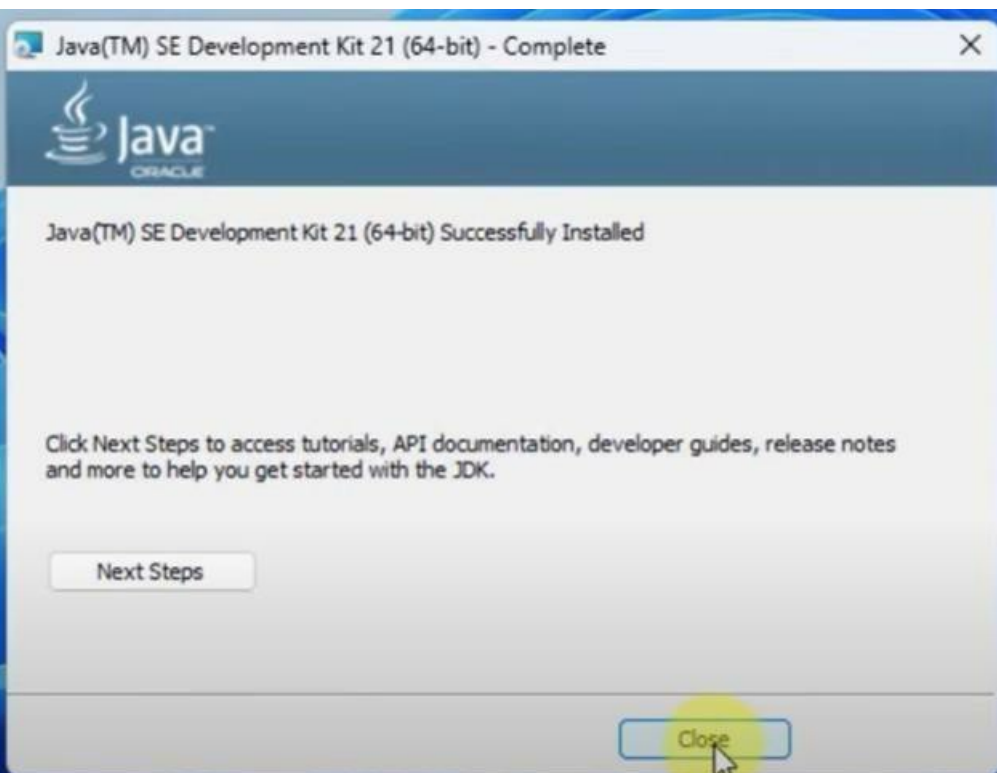 Java(TM) SE Development Kit 21 (64-bit) - Complete
Java™
ORACLE
Java(TM) SE Development Kit 21 (64-bit) Successfully Installed
Click Next Steps to access tutorials, API documentation, developer guides, release notes
and more to help you get started with the JDK.
Next Steps
Close